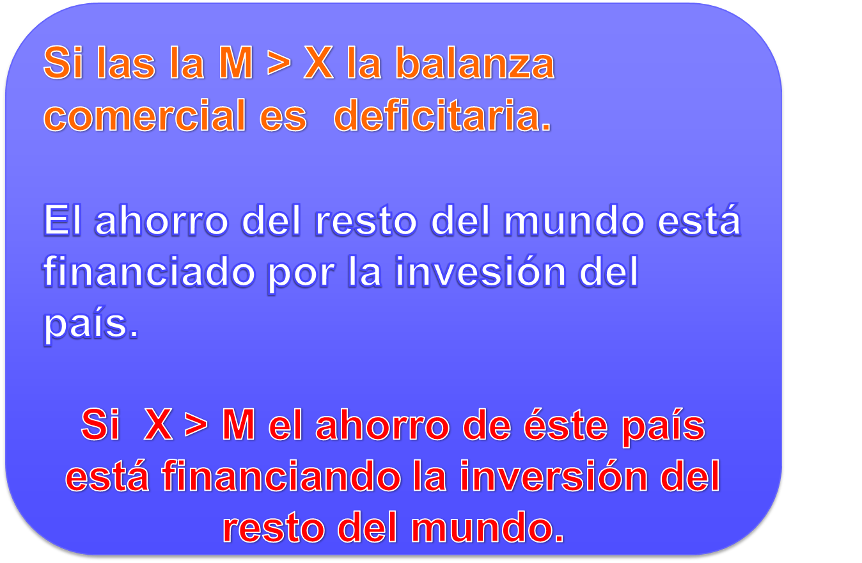 Si las la M > X la balanza
comercial es  deficitaria.
El ahorro del resto del mundo está
financiado por la invesión del
país.
Si  X > M el ahorro de éste país
está financiando la inversión del
resto del mundo.